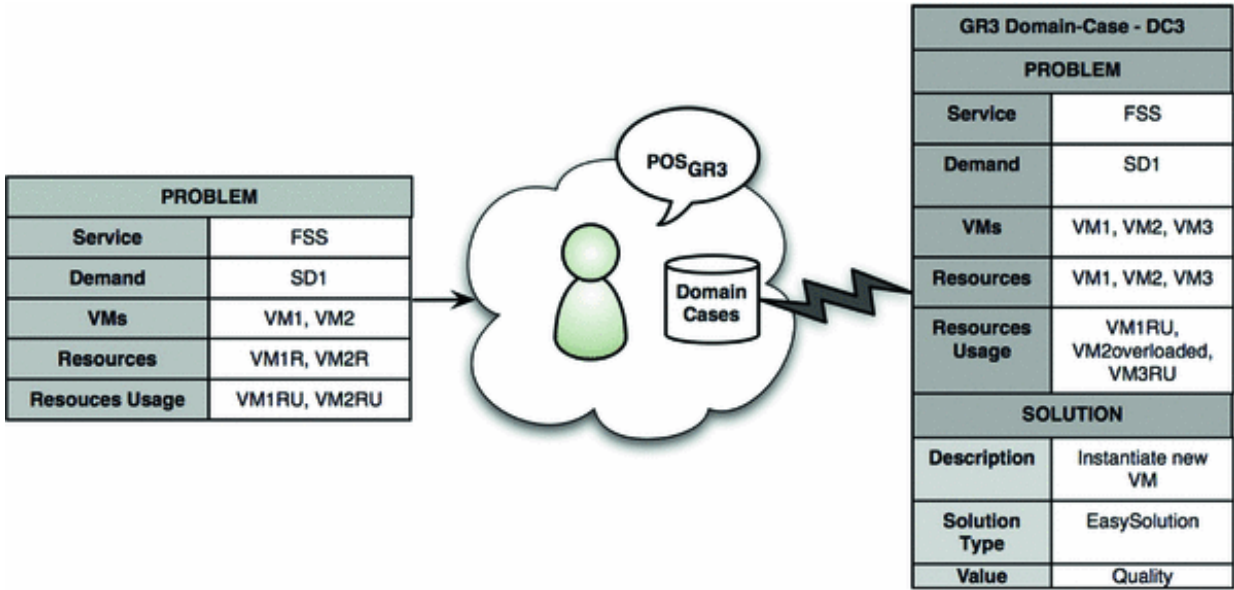 PROBLEM
Service FSS
Demand SD1
VMs VM1, VM2
Resources VM1R, VM2R
Resouces Usage VM1RU, VM2RU
POSGR3
Domain
Cases
GR3 Domain-Case - DC3
PROBLEM
Service FSS
Demand SD1
VMs VM1, VM2, VM3
Resources VM1, VM2, VM3
Resources VM1RU,
Usage VM2overloaded,
VM3RU
SOLUTION
Description Instantiate new
VM
Solution EasySolution
Type
Value Quality